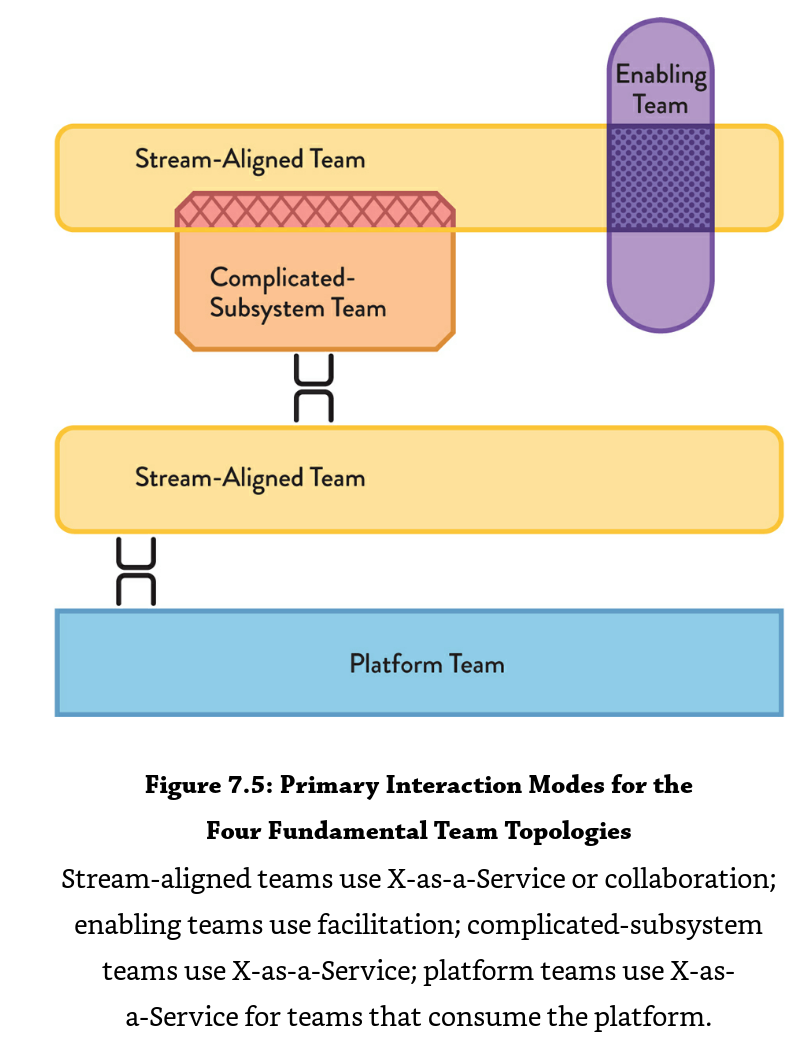 Enabling
Team
Stream-Aligned Team
Complicated-
Subsystem Team
Stream-Aligned Team
Platform Team
Figure 7.5: Primary Interaction Modes for the
Four Fundamental Team Topologies
Stream-aligned teams use X-as-a-Service or collaboration;
enabling teams use facilitation; complicated-subsystem
teams use X-as-a-Service; platform teams use X-as-
a-Service for teams that consume the platform.